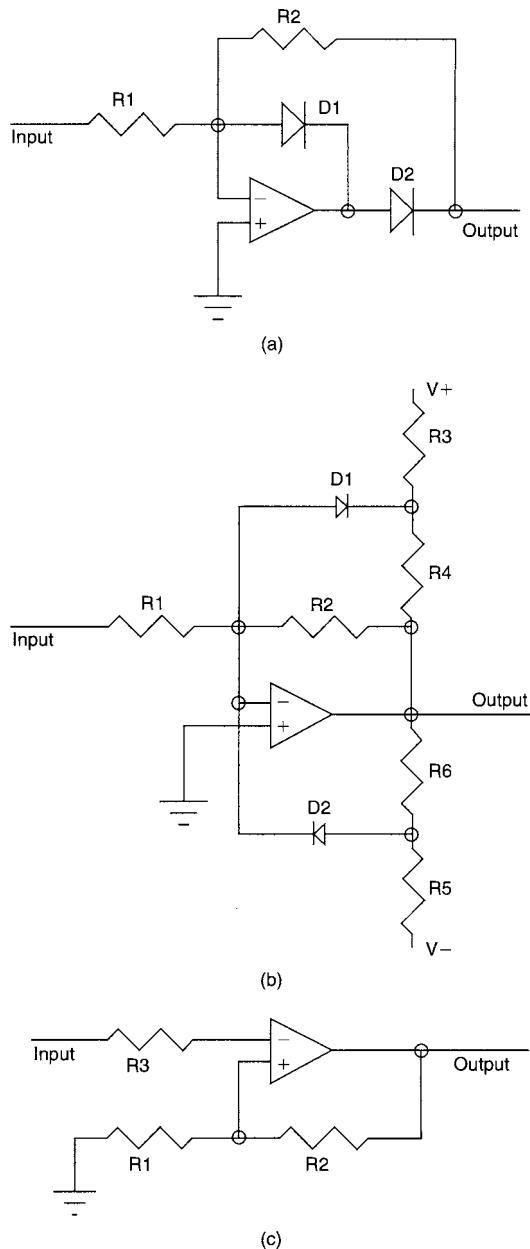 R2
R1
D1
Input
D2
−
+
Output
(a)
V+
R3
D1
R4
R1
R2
Input
−
+
Output
R6
D2
R5
V−
(b)
−
+
Input
R3
Output
R1
R2
(c)